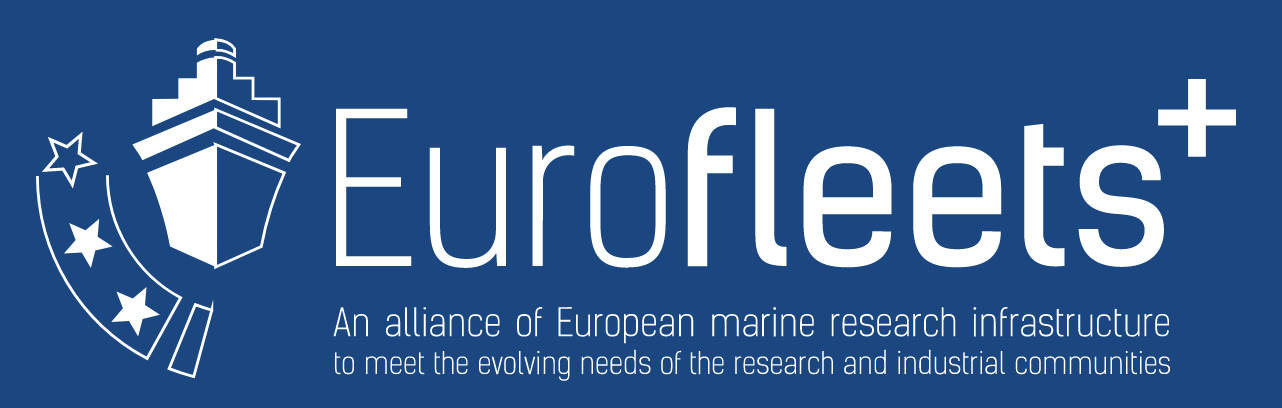 Eurofleets+
An alliance of European marine research infrastructure
to meet the evolving needs of the research and industrial communities